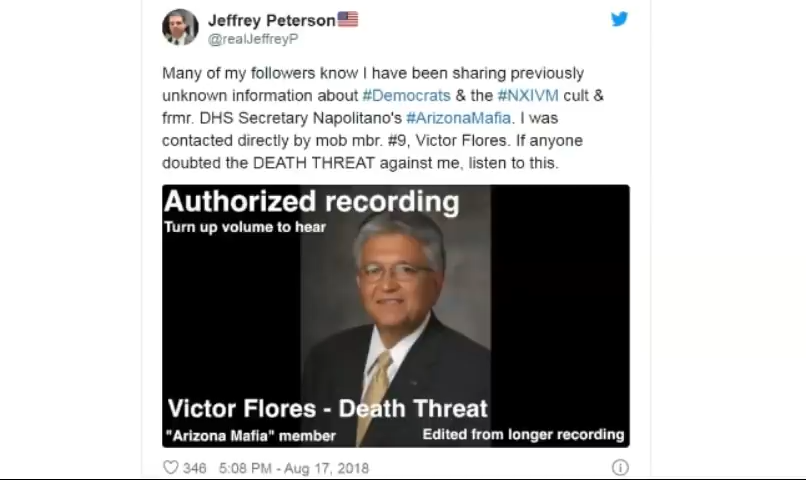 Jeffrey Peterson
@realJeffreyP
Many of my followers know I have been sharing previously
unknown information about #Democrats & the #NXIVM cult &
frmr. DHS Secretary Napolitano's #ArizonaMafia. I was
contacted directly by mob mbr. #9, Victor Flores. If anyone
doubted the DEATH THREAT against me, listen to this.
Authorized recording
Turn up volume to hear
Victor Flores - Death Threat
"Arizona Mafia" member
Edited from longer recording
346 5:08 PM - Aug 17, 2018